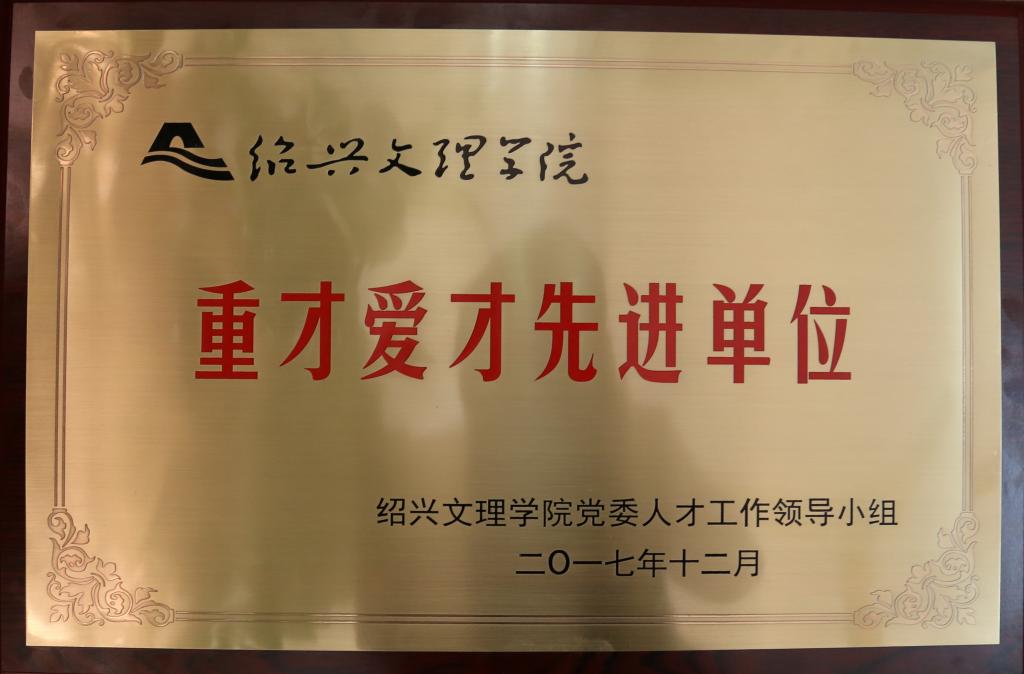 绍兴文理学院
重才爱才先进单位
绍兴文理学院党委人才工作领导小组
二〇一七年十二月